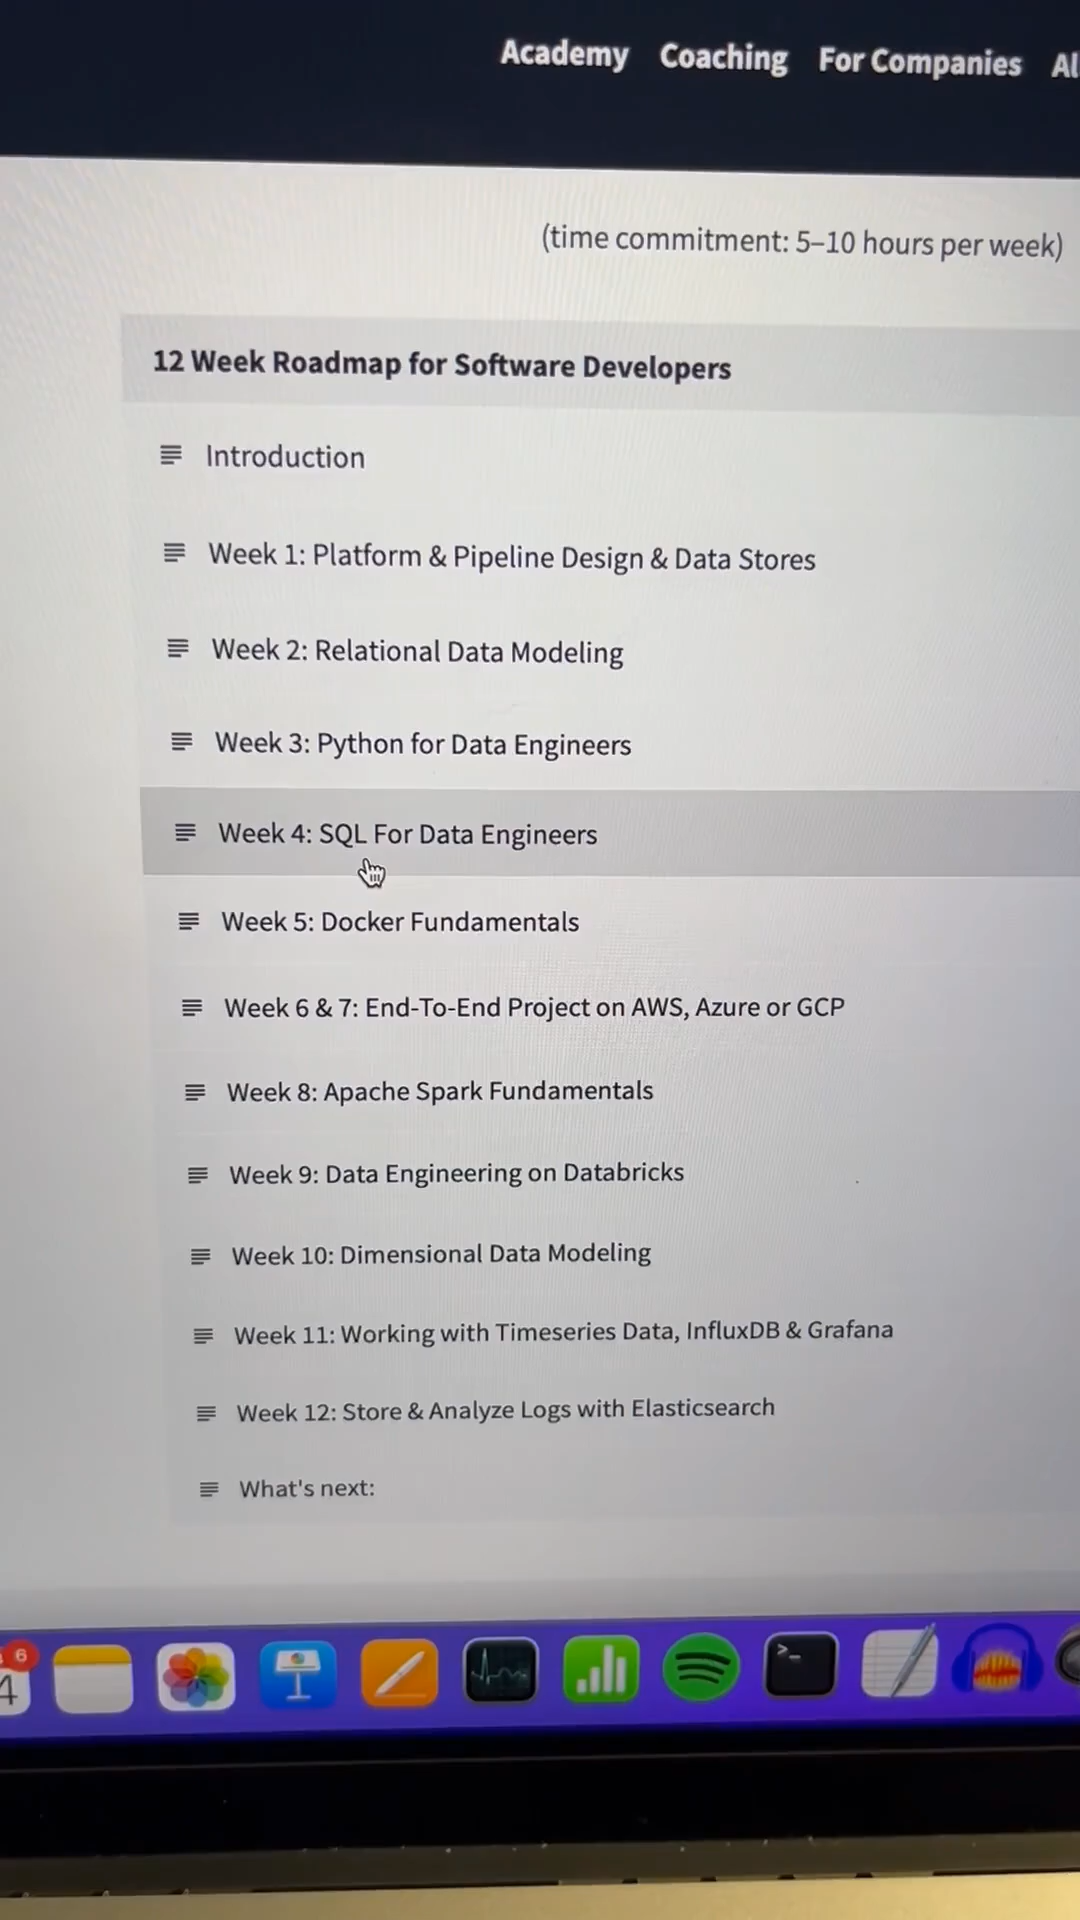 Academy Coaching For Companies Al
(time commitment: 5–10 hours per week)
12 Week Roadmap for Software Developers
Introduction
Week 1: Platform & Pipeline Design & Data Stores
Week 2: Relational Data Modeling
Week 3: Python for Data Engineers
Week 4: SQL For Data Engineers
Week 5: Docker Fundamentals
Week 6 & 7: End-To-End Project on AWS, Azure or GCP
Week 8: Apache Spark Fundamentals
Week 9: Data Engineering on Databricks
Week 10: Dimensional Data Modeling
Week 11: Working with Timeseries Data, InfluxDB & Grafana
Week 12: Store & Analyze Logs with Elasticsearch
What's next:
6
4
>_